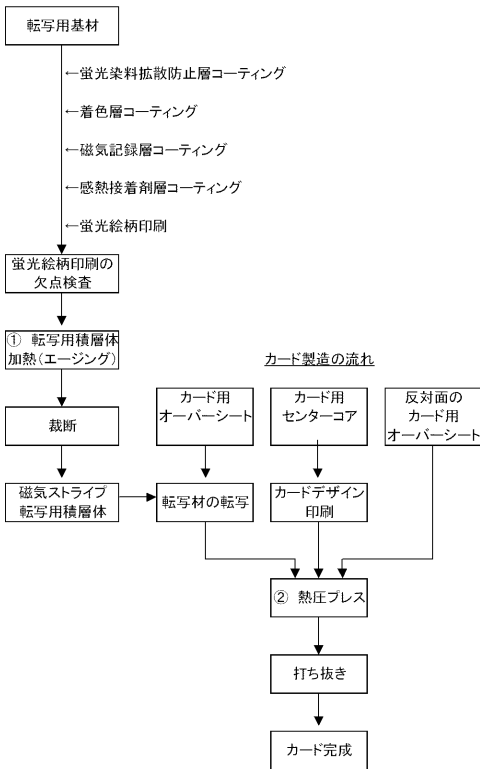 転写用基材
←蛍光染料拡散防止層コーティング
←着色層コーティング
←磁気記録層コーティング
←感熱接着剤層コーティング
←蛍光絵柄印刷
蛍光絵柄印刷の
欠点検査
① 転写用積層体
加熱(エージング)
カード製造の流れ
裁断
カード用
オーバーシート
カード用
センターコア
反対面の
カード用
オーバーシート
磁気ストライプ
転写用積層体
転写材の転写
カードデザイン
印刷
② 熱圧プレス
打ち抜き
カード完成